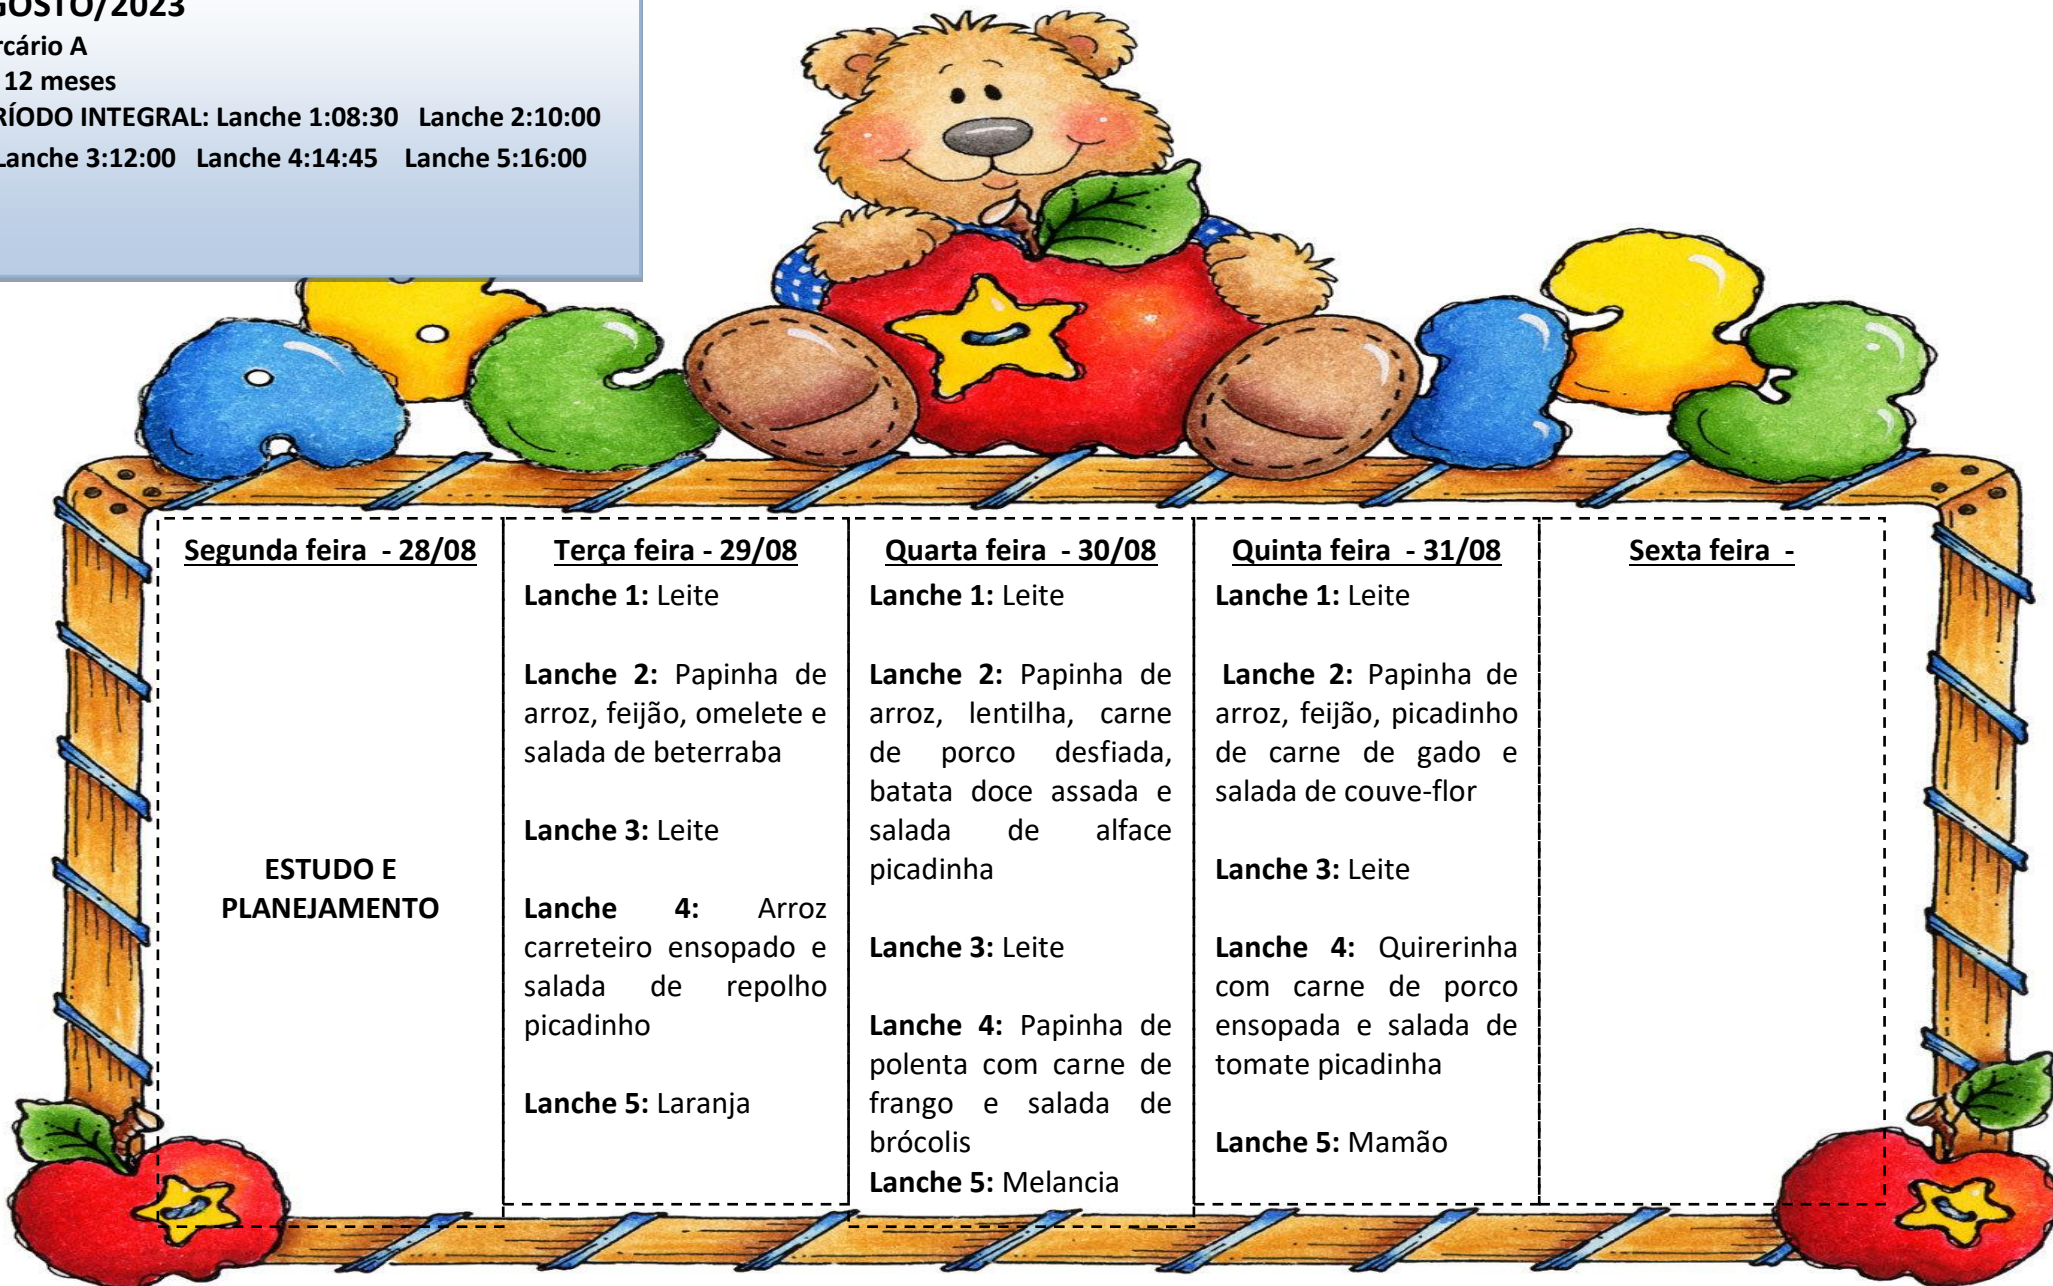 GOSTO/2023
rcário A
12 meses
RÍODO INTEGRAL: Lanche 1:08:30 Lanche 2:10:00
Lanche 3:12:00 Lanche 4:14:45 Lanche 5:16:00
Segunda feira - 28/08
ESTUDO E
PLANEJAMENTO
Terça feira - 29/08
Lanche 1: Leite
Lanche 2: Papinha de
arroz, feijão, omelete e
salada de beterraba
Lanche 3: Leite
Lanche 4: Arroz
carreteiro ensopado e
salada de repolho
picadinho
Lanche 5: Laranja
Quarta feira - 30/08
Lanche 1: Leite
Lanche 2: Papinha de
arroz, lentilha, carne
de porco desfiada,
batata doce assada e
salada de alface
picadinha
Lanche 3: Leite
Lanche 4: Papinha de
polenta com carne de
frango e salada de
brócolis
Lanche 5: Melancia
Quinta feira - 31/08
Lanche 1: Leite
Lanche 2: Papinha de
arroz, feijão, picadinho
de carne de gado e
salada de couve-flor
Lanche 3: Leite
Lanche 4: Quirerinha
com carne de porco
ensopada e salada de
tomate picadinha
Lanche 5: Mamão
Sexta feira -